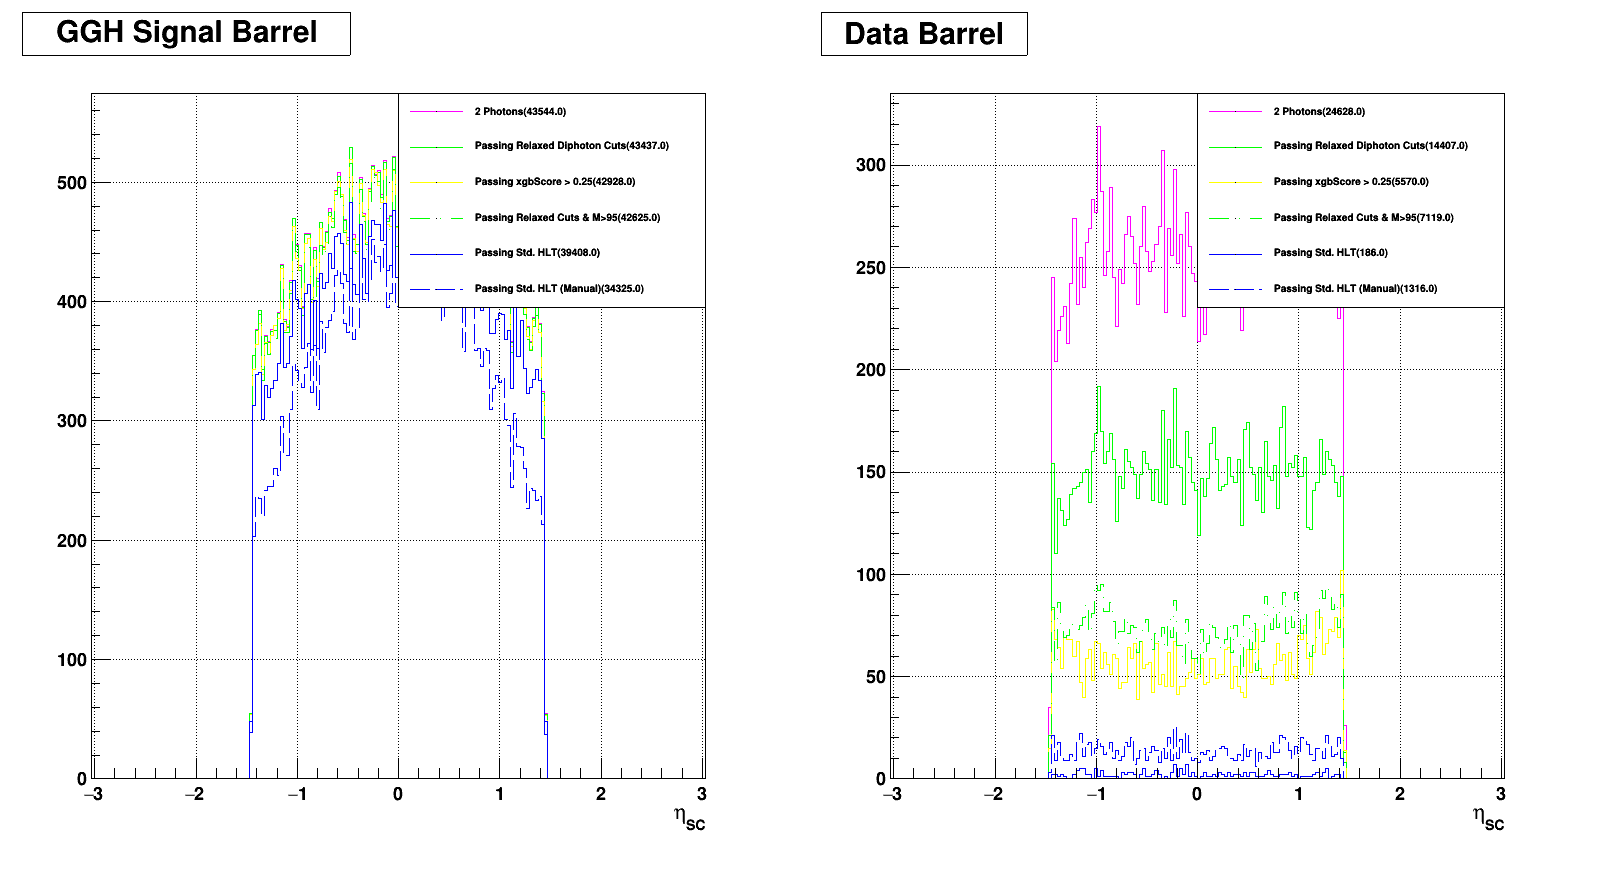 GGH Signal Barrel
2 Photons(43544.0)
Passing Relaxed Diphoton Cuts(43437.0)
Passing xgbScore > 0.25(42928.0)
Passing Relaxed Cuts & M>95(42625.0)
Passing Std. HLT(39408.0)
Passing Std. HLT (Manual)(34325.0)
500
400
300
200
100
0
−3 −2 −1 0 1 2 3
ηSC
Data Barrel
2 Photons(24628.0)
Passing Relaxed Diphoton Cuts(14407.0)
Passing xgbScore > 0.25(5570.0)
Passing Relaxed Cuts & M>95(7119.0)
Passing Std. HLT(186.0)
Passing Std. HLT (Manual)(1316.0)
300
250
200
150
100
50
0
−3 −2 −1 0 1 2 3
ηSC